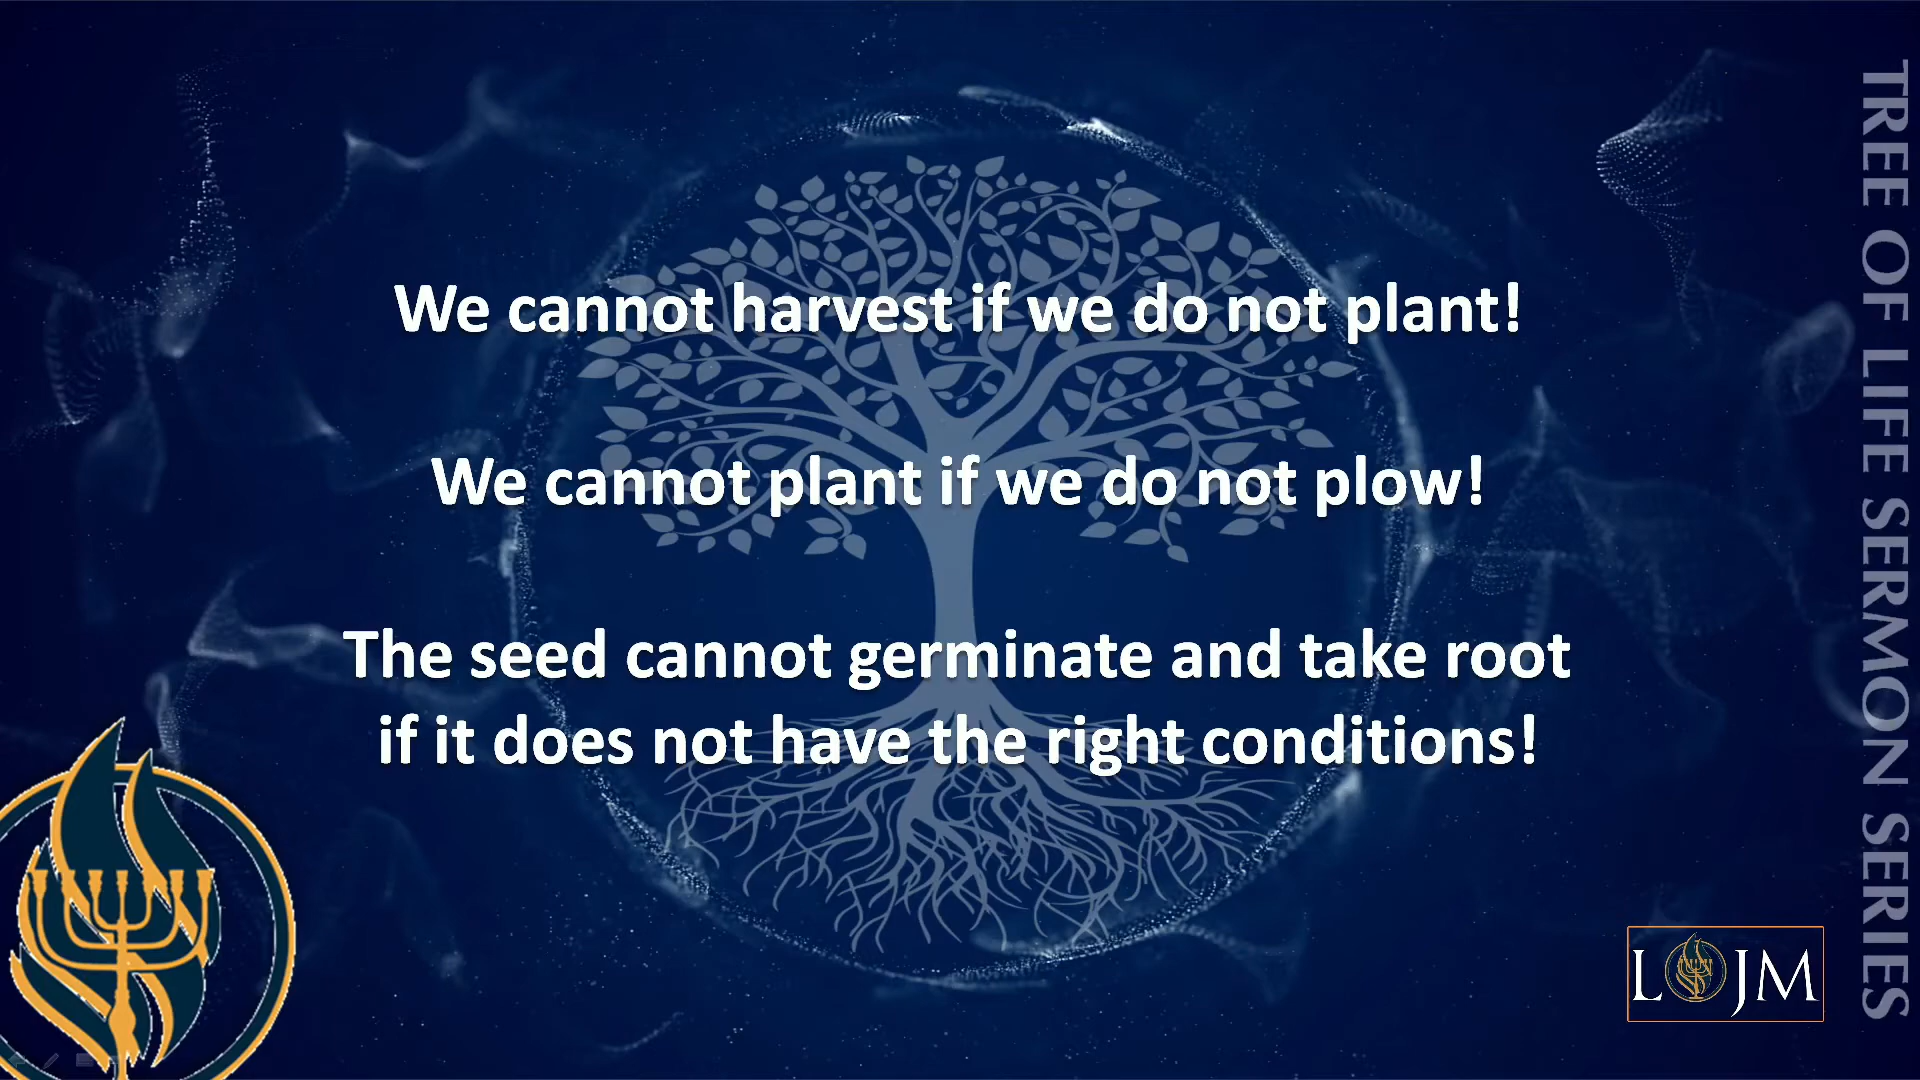 We cannot harvest if we do not plant!
We cannot plant if we do not plow!
The seed cannot germinate and take root
if it does not have the right conditions!
TREE OF LIFE SERMON SERIES
L JM